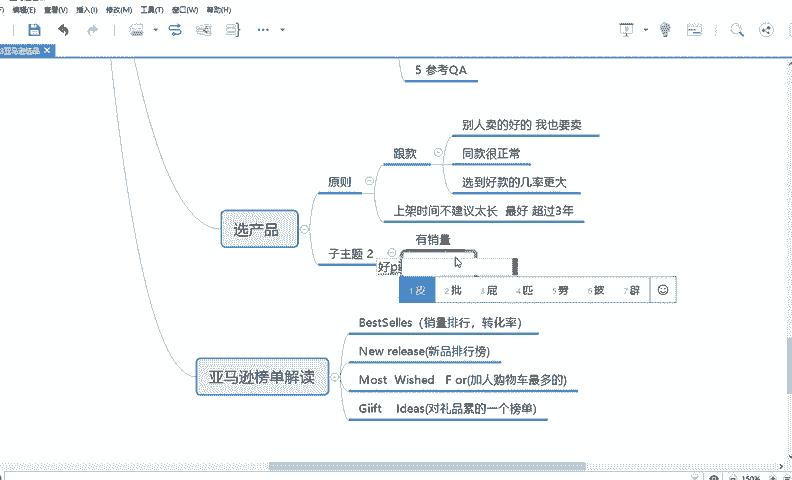 编辑(E) 查看(V) 插入(I) 修改(M) 工具(T) 窗口(W) 帮助(H)
5 参考QA
别人卖的好的 我也要卖
跟款
同款很正常
原则
选到好款的几率更大
上架时间不建议太长 最好 超过3年
选产品
有销量
子主题 2
好pi
1 皮 2 批 3 屁 4 匹 5 劈 6 披 7 辟
BestSelles（销量排行，转化率）
New release(新品排行榜)
亚马逊榜单解读
Most Wished F or(加人购物车最多的)
Giift Ideas(对礼品累的一个榜单)
150%